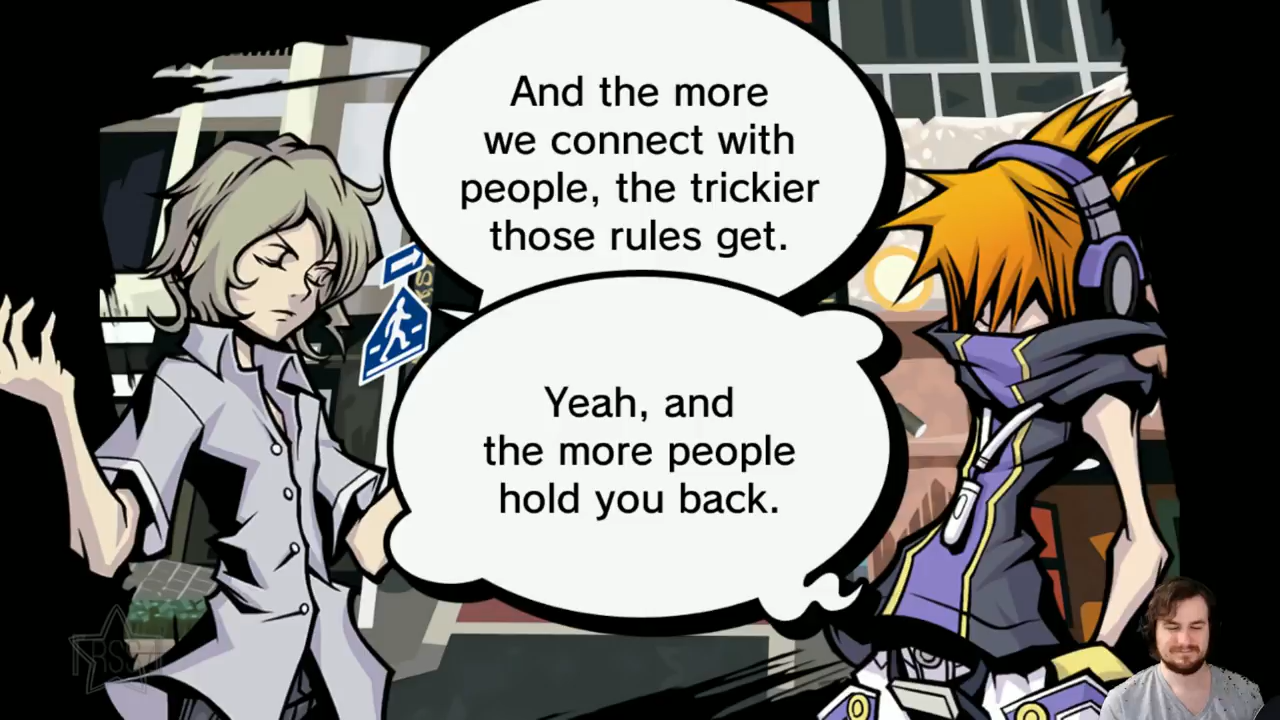 And the more
we connect with
people, the trickier
those rules get.
Yeah, and
the more people
hold you back.